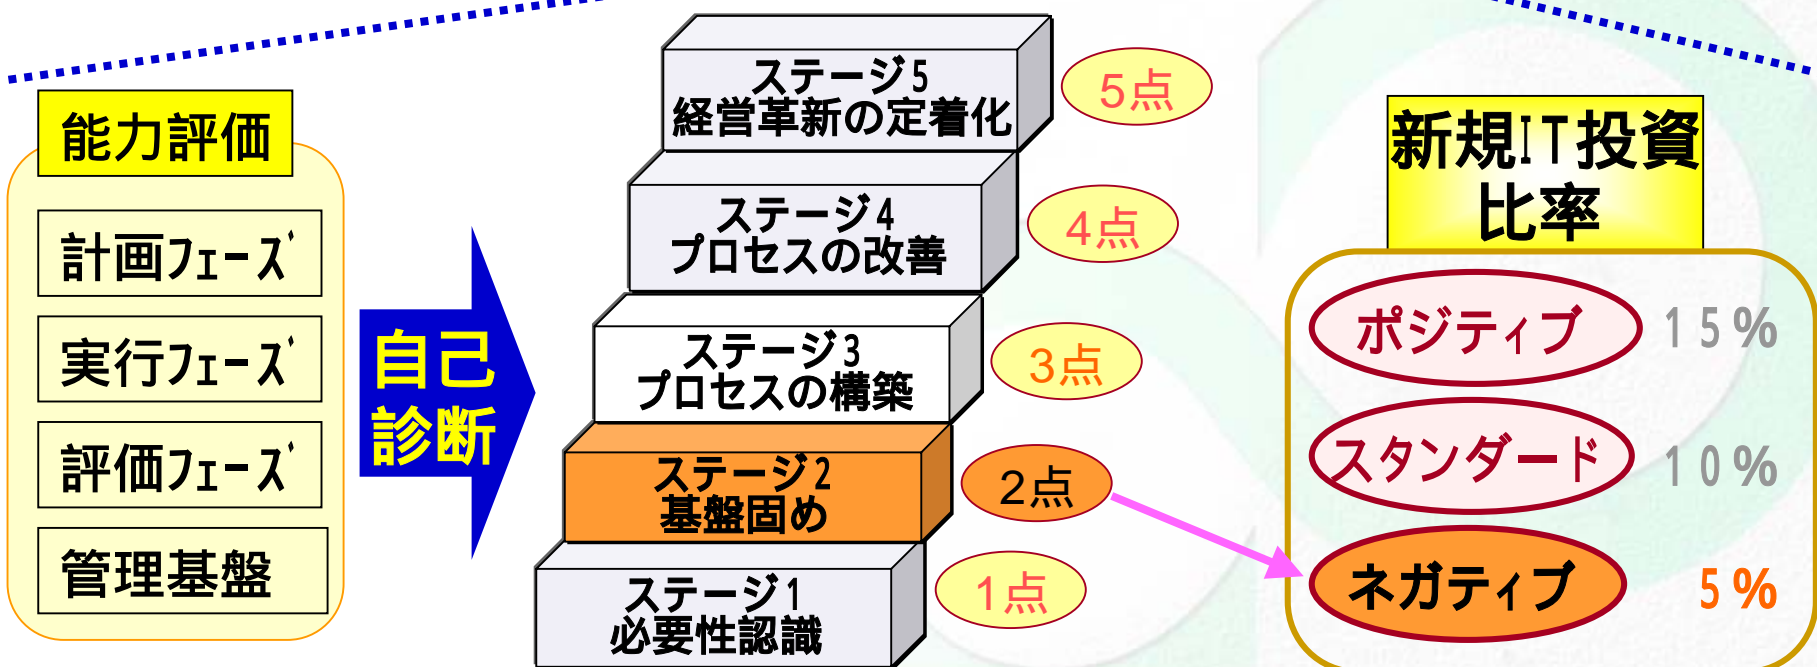 能力評価
計画フェーズ
実行フェーズ
評価フェーズ
管理基盤
自己
診断
ステージ5
経営革新の定着化
5点
ステージ4
プロセスの改善
4点
ステージ3
プロセスの構築
3点
ステージ2
基盤固め
2点
ステージ1
必要性認識
1点
新規IT投資
比率
ポジティブ 15%
スタンダード 10%
ネガティブ 5%